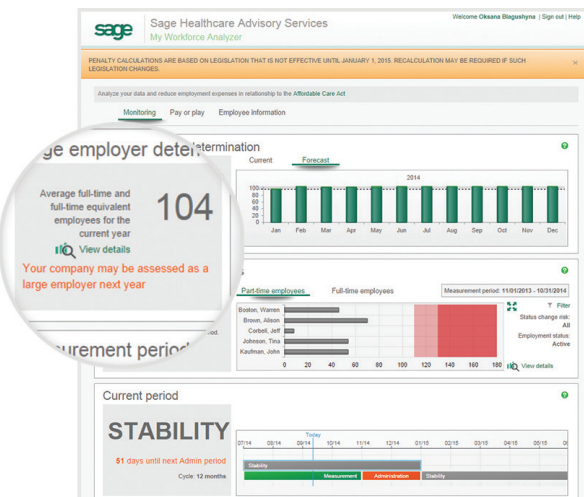 sage
Sage Healthcare Advisory Services
My Workforce Analyzer
Welcome Oksana Blagushyna | Sign out | Help
PENALTY CALCULATIONS ARE BASED ON LEGISLATION THAT IS NOT EFFECTIVE UNTIL JANUARY 1, 2015. RECALCULATION MAY BE REQUIRED IF SUCH
LEGISLATION CHANGES.
Analyze your data and reduce employment expenses in relationship to the Affordable Care Act
Monitoring Pay or play Employee Information
ge employer deter
determination
Average full-time and
full-time equivalent
employees for the
current year
104
View details
Your company may be assessed as a
large employer next year
Current Forecast
2014
100
80
60
40
20
0
Jan Feb Mar Apr May Jun Jul Aug Sep Oct Nov Dec
urement period
period.
s
Part-time employees Full-time employees
Measurement period: 11/01/2013 - 10/31/2014
Boston, Warren
Brown, Alison
Corbell, Jeff
Johnson, Tina
Kaufman, John
0 20 40 60 80 100 120 140 160 180
Filter
Status change risk:
All
Employment status:
Active
View details
Current period
STABILITY
51 days until next Admin period
Cycle: 12 months
Today
07/14 08/14 09/14 10/14 11/14 12/14 01/15 02/15 03/15 04/15 05/15 0
Stability
Measurement Administration Stability